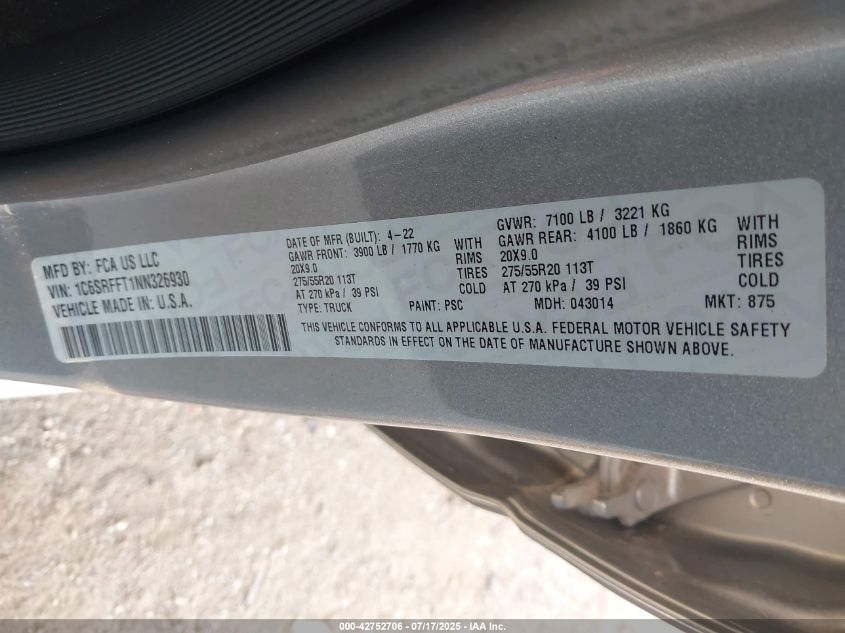 MFD BY: FCA US LLC
VIN: 1C6SRFFT1NN326930
VEHICLE MADE IN U.S.A.
DATE OF MFR (BUILT): 4-22
GAWR FRONT: 3900 LB / 1770 KG WITH
20X9.0 RIMS
275/55R20 113T TIRES
AT 270 kPa / 39 PSI COLD
TYPE: TRUCK PAINT: PSC
GVWR: 7100 LB / 3221 KG
GAWR REAR: 4100 LB / 1860 KG WITH
20X9.0 RIMS
275/55R20 113T TIRES
AT 270 kPa / 39 PSI COLD
MDH: 043014 MKT: 875
THIS VEHICLE CONFORMS TO ALL APPLICABLE U.S.A. FEDERAL MOTOR VEHICLE SAFETY
STANDARDS IN EFFECT ON THE DATE OF MANUFACTURE SHOWN ABOVE.
000-42752706 - 07/17/2025 - IAA Inc.